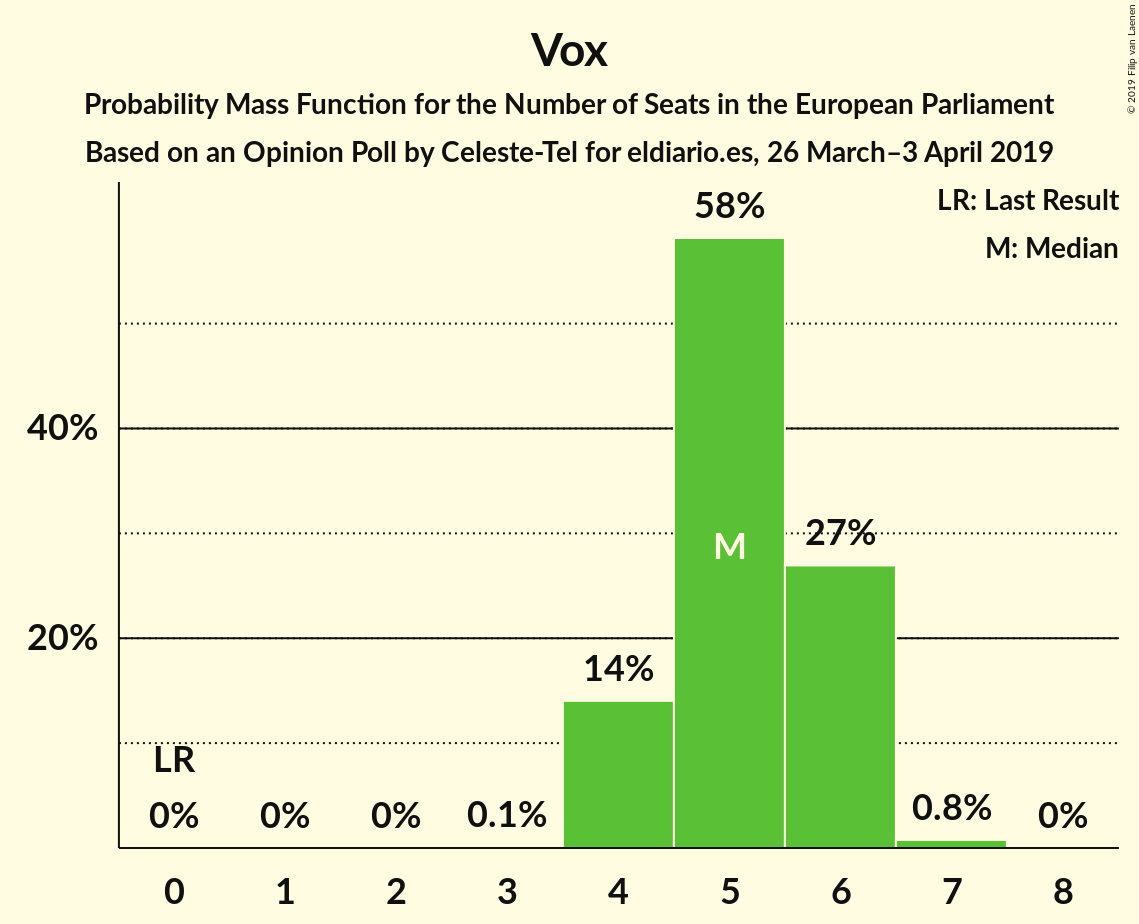 Vox
Probability Mass Function for the Number of Seats in the European Parliament
Based on an Opinion Poll by Celeste-Tel for eldiario.es, 26 March–3 April 2019
© 2019 Filip van Laenen
LR: Last Result
M: Median
58%
40%
M
27%
20%
14%
LR
0%
0%
0%
0.1%
0.8%
0%
0
1
2
3
4
5
6
7
8